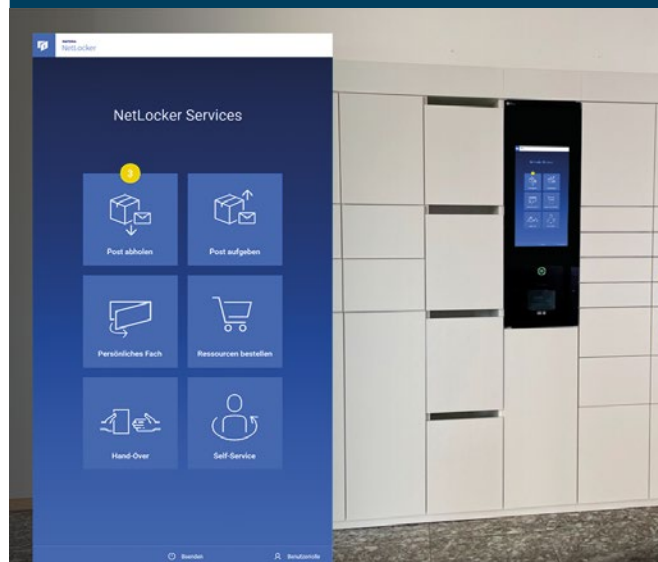 NetLocker
NetLocker Services
3
Post abholen
Post aufgeben
Persönliches Fach
Ressourcen bestellen
Hand-Over
Self-Service
Beenden
Benutzerrolle